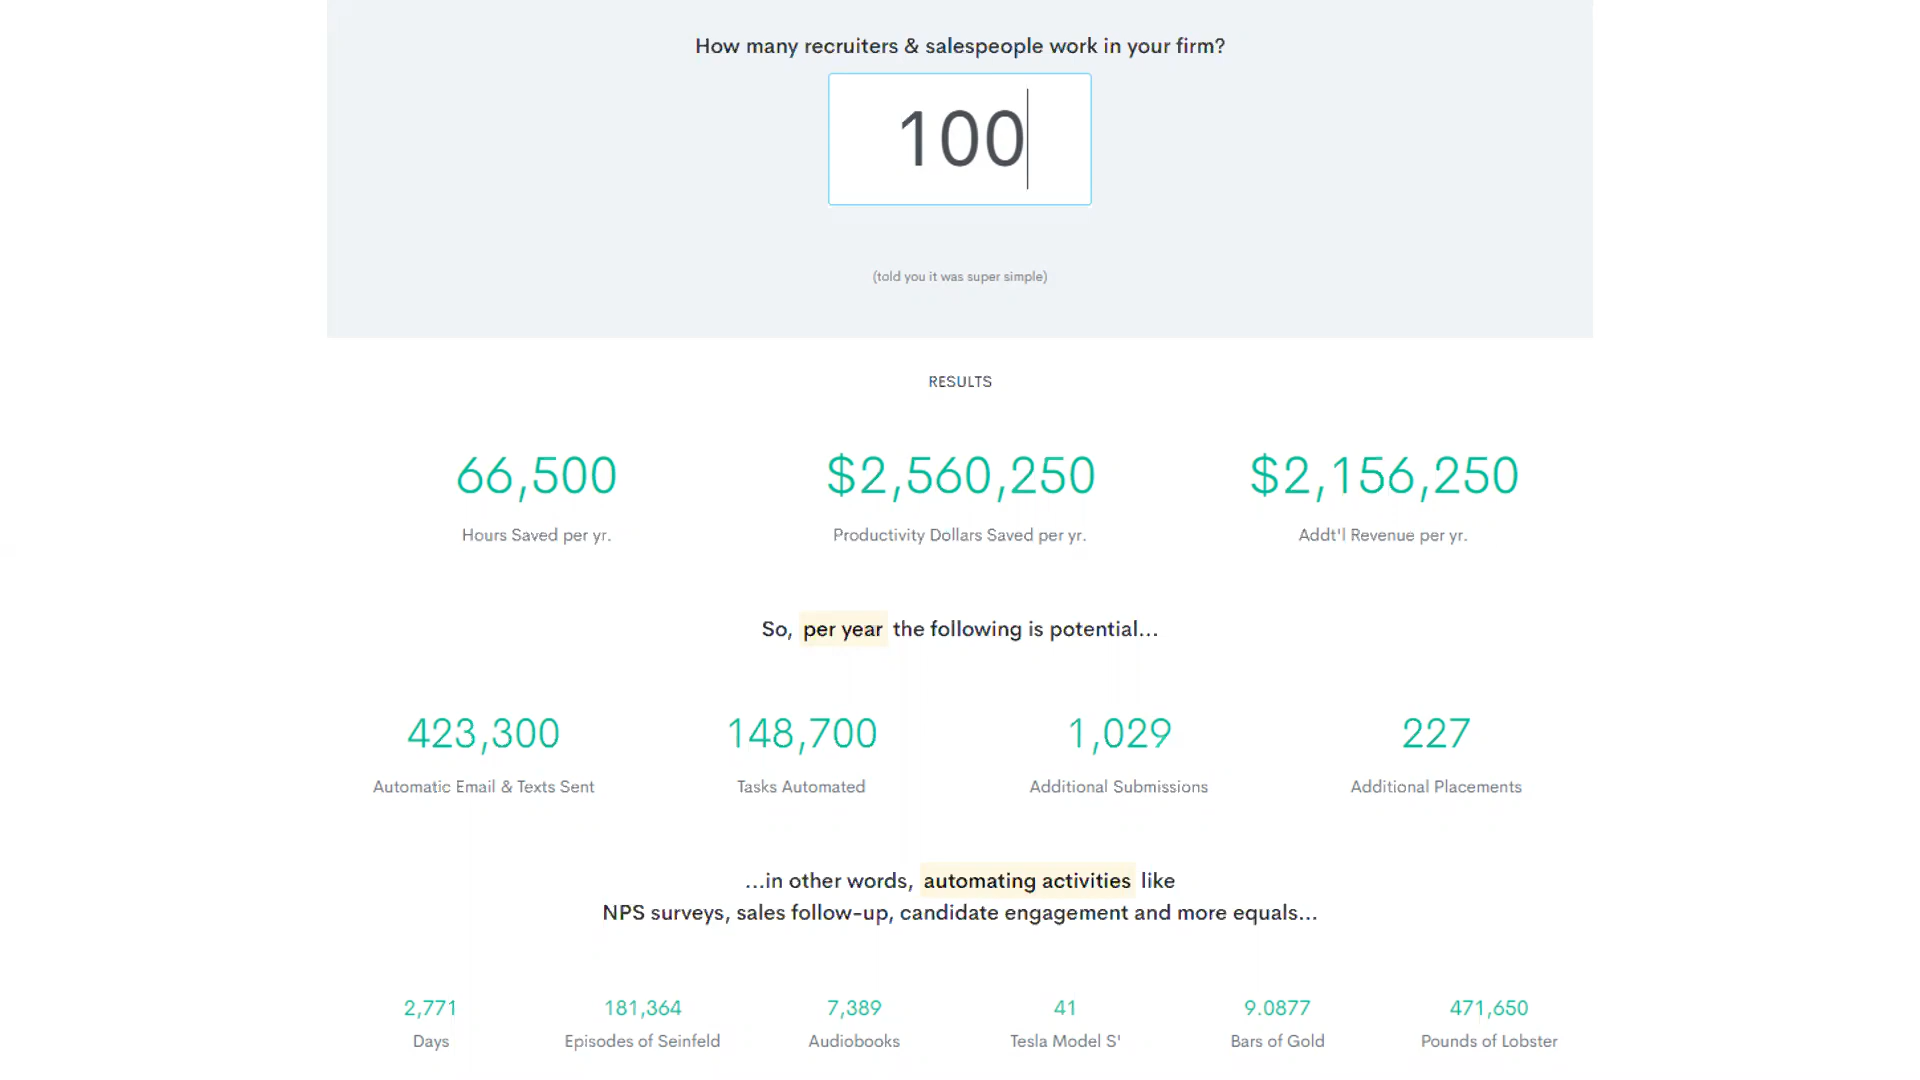 How many recruiters & salespeople work in your firm?
100
(told you it was super simple)
RESULTS
66,500 $2,560,250 $2,156,250
Hours Saved per yr. Productivity Dollars Saved per yr. Addt'l Revenue per yr.
So, per year the following is potential...
423,300 148,700 1,029 227
Automatic Email & Texts Sent Tasks Automated Additional Submissions Additional Placements
...in other words, automating activities like
NPS surveys, sales follow-up, candidate engagement and more equals...
2,771 181,364 7,389 41 9.0877 471,650
Days Episodes of Seinfeld Audiobooks Tesla Model S' Bars of Gold Pounds of Lobster